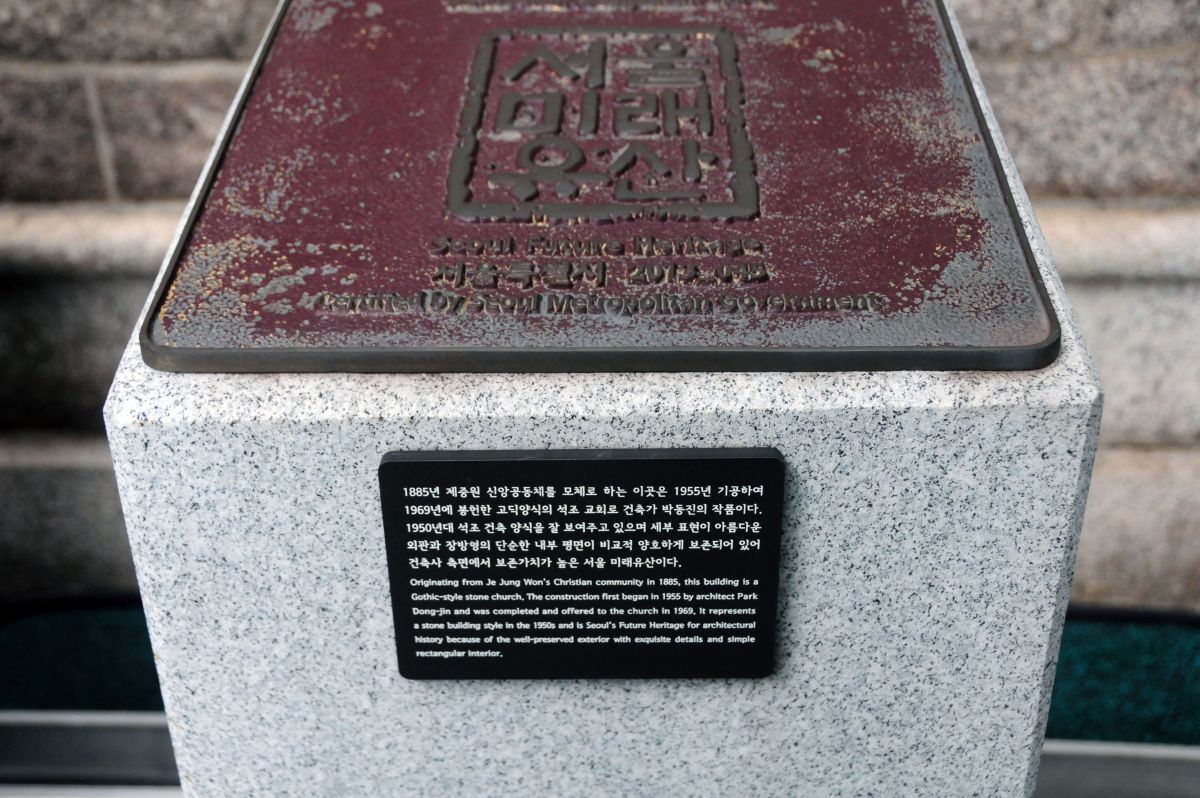 서울
미래
유산
Seoul Future Heritage
서울특별시
Certified by Seoul Metropolitan Government
1885년 제중원 신앙공동체를 모체로 하는 이곳은 1955년 기공하여
1969년에 봉헌한 고딕양식의 석조 교회로 건축가 박동진의 작품이다.
1950년대 석조 건축 양식을 잘 보여주고 있으며 세부 표현이 아름다운
외관과 장방형의 단순한 내부 평면이 비교적 양호하게 보존되어 있어
건축사 측면에서 보존가치가 높은 서울 미래유산이다.
Originating from Je Jung Won's Christian community in 1885, this building is a
Gothic-style stone church. The construction first began in 1955 by architect Park
Dong-jin and was completed and offered to the church in 1969. It represents
a stone building style in the 1950s and is Seoul's Future Heritage for architectural
history because of the well-preserved exterior with exquisite details and simple
rectangular interior.